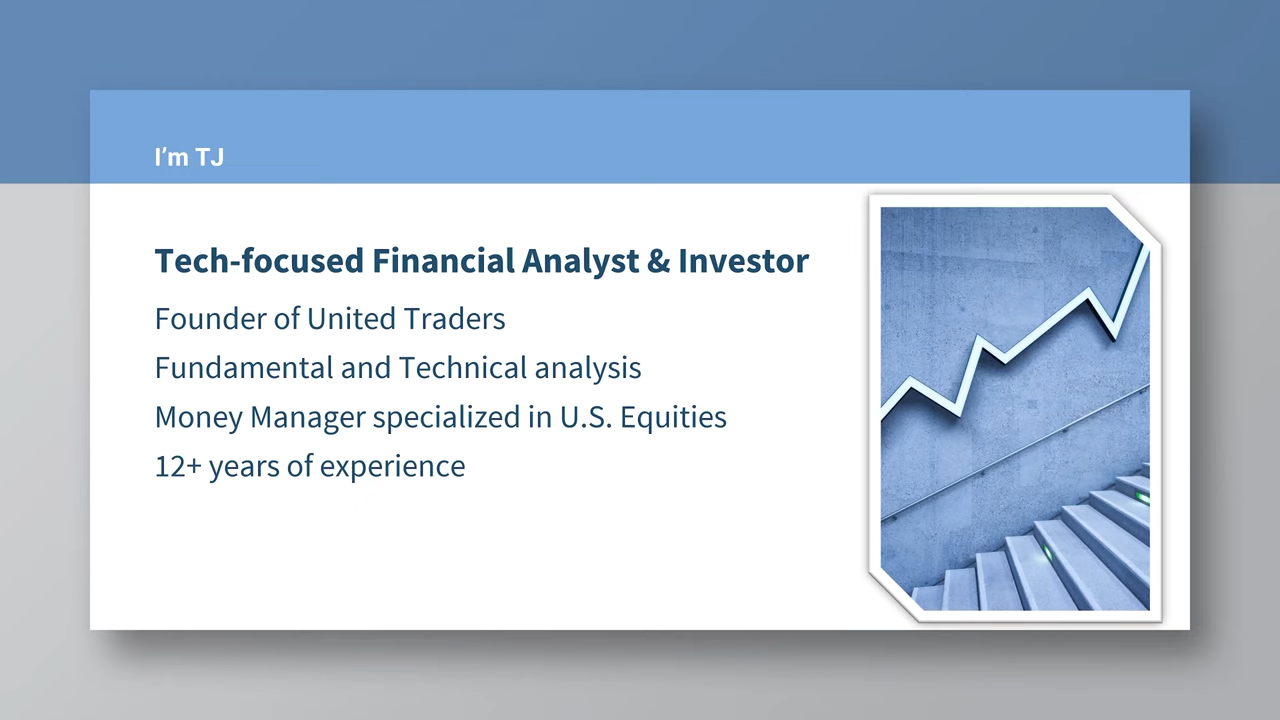 I’m TJ
Tech-focused Financial Analyst & Investor
Founder of United Traders
Fundamental and Technical analysis
Money Manager specialized in U.S. Equities
12+ years of experience